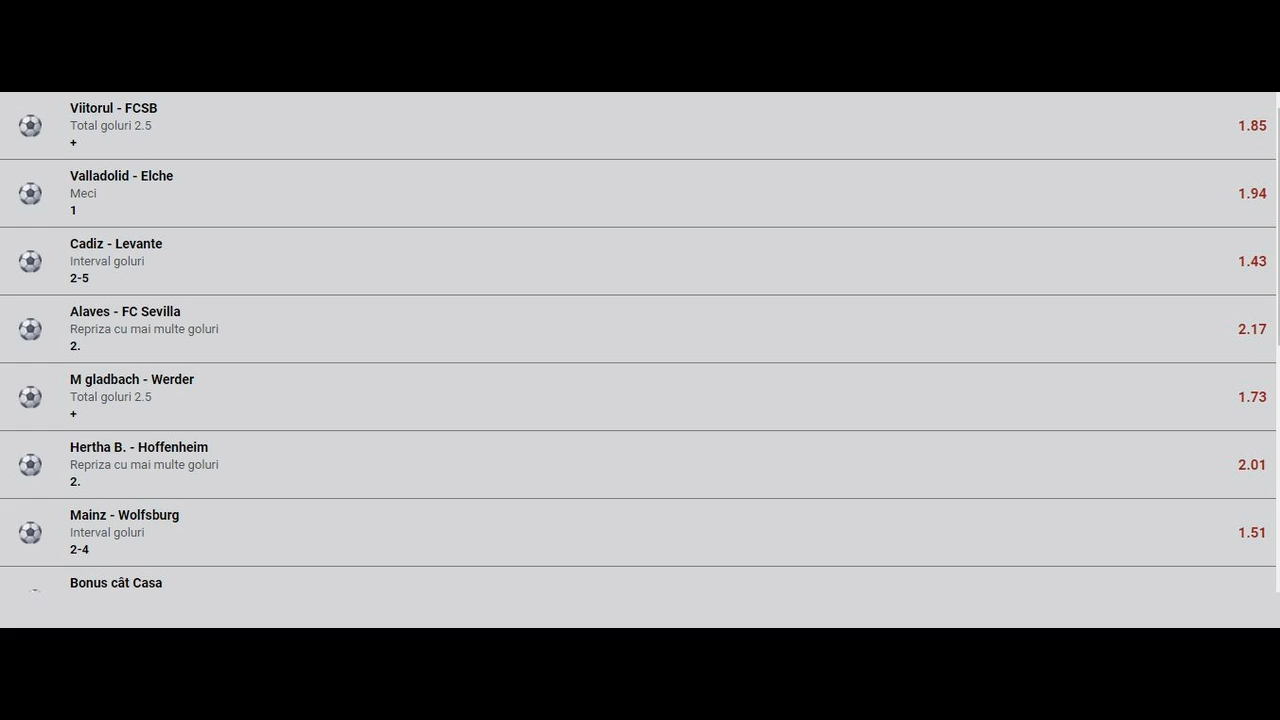 Viitorul - FCSB
Total goluri 2.5
+
1.85
Valladolid - Elche
Meci
1
1.94
Cadiz - Levante
Interval goluri
2-5
1.43
Alaves - FC Sevilla
Repriza cu mai multe goluri
2.
2.17
M gladbach - Werder
Total goluri 2.5
+
1.73
Hertha B. - Hoffenheim
Repriza cu mai multe goluri
2.
2.01
Mainz - Wolfsburg
Interval goluri
2-4
1.51
Bonus cât Casa